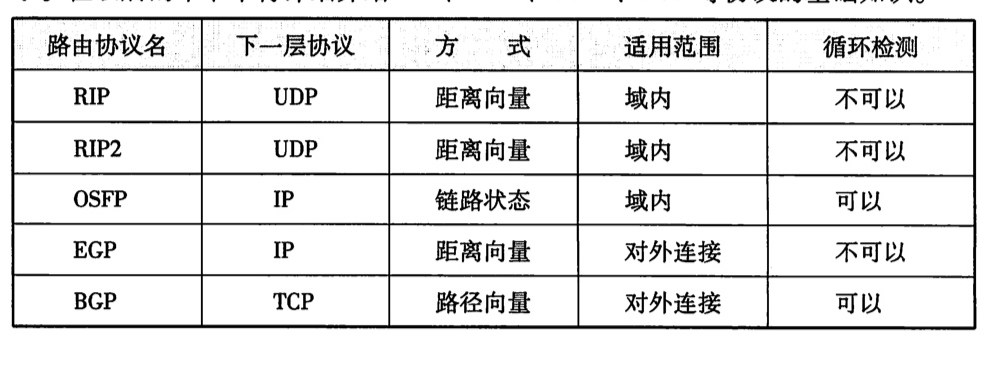 路由协议名 下一层协议 方 式 适用范围 循环检测
RIP UDP 距离向量 域内 不可以
RIP2 UDP 距离向量 域内 不可以
OSFP IP 链路状态 域内 可以
EGP IP 距离向量 对外连接 不可以
BGP TCP 路径向量 对外连接 可以